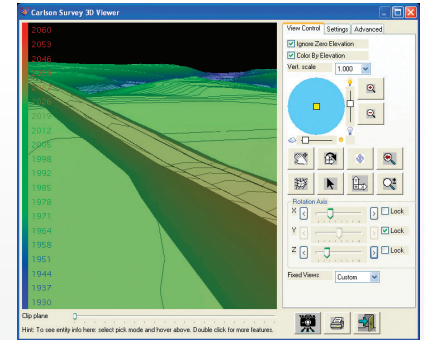 Carlson Survey 3D Viewer
2060
2053
2046
2026
2019
2012
2005
1998
1992
1985
1978
1971
1964
1958
1951
1944
1937
1930
View Control
Settings
Advanced
Ignore Zero Elevation
Color By Elevation
Vert. scale
1.000
Rotation Axis
X
Lock
Y
Lock
Z
Lock
Fixed Views:
Custom
Clip plane
Hint: To see entity info here: select pick mode and hover above. Double click for more features.